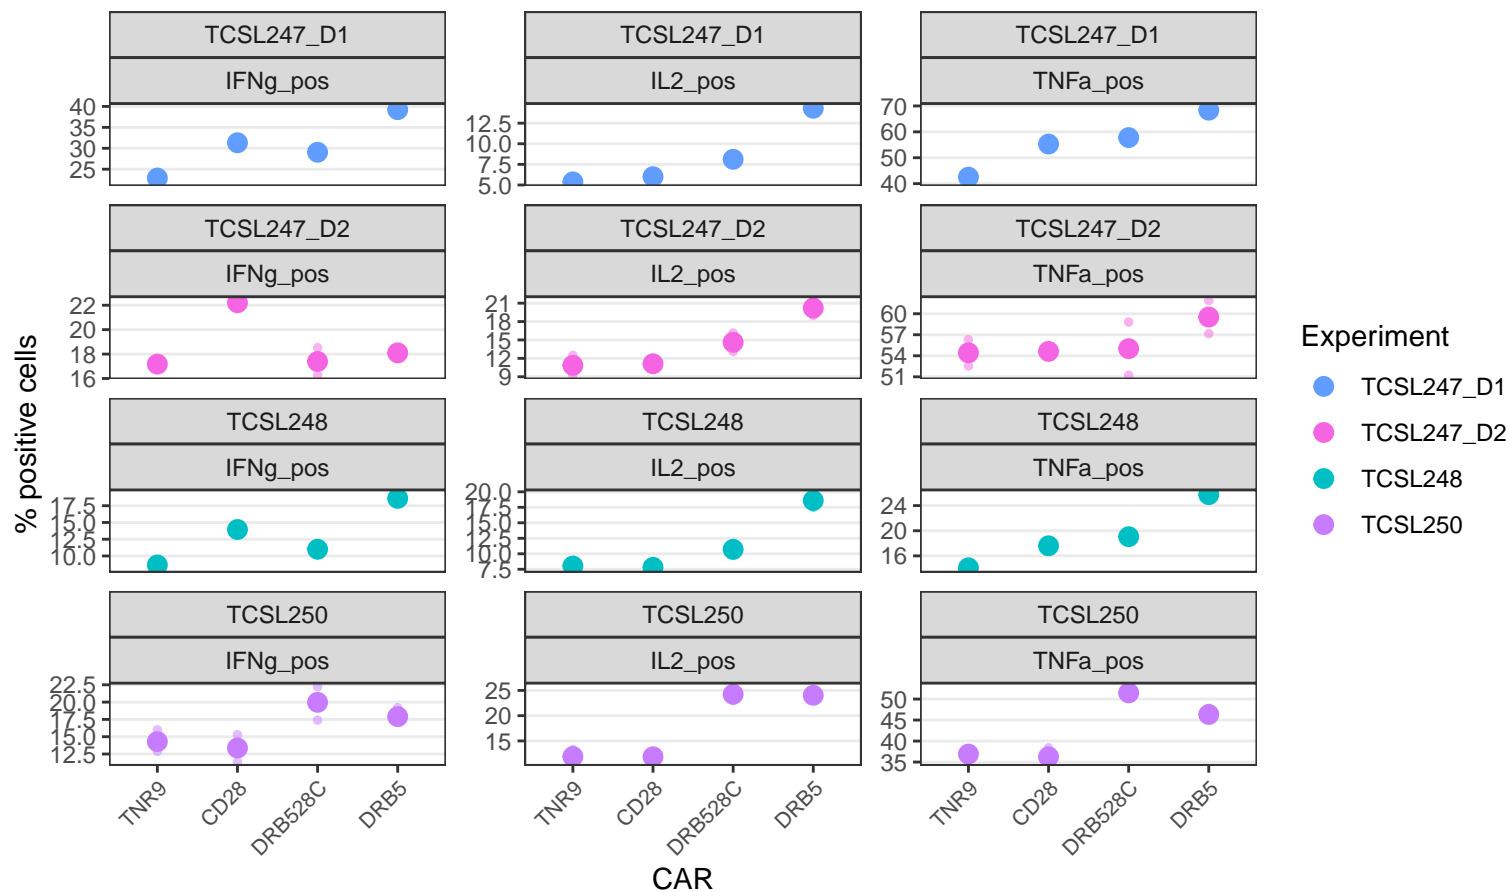 TCSL247_D1 TCSL247_D1 TCSL247_D1
IFNg_pos IL2_pos TNFa_pos
40 35 30 25
12.5 10.0 7.5 5.0
70 60 50 40
TCSL247_D2 TCSL247_D2 TCSL247_D2
IFNg_pos IL2_pos TNFa_pos
22 20 18 16
21 18 15 12 9
60 57 54 51
TCSL248 TCSL248 TCSL248
IFNg_pos IL2_pos TNFa_pos
17.5 15.0 12.5 10.0
20.0 17.5 15.0 12.5 10.0 7.5
24 20 16
TCSL250 TCSL250 TCSL250
IFNg_pos IL2_pos TNFa_pos
22.5 20.0 17.5 15.0 12.5
25 20 15
50 45 40 35
TNR9 CD28 DRB528C DRB5
TNR9 CD28 DRB528C DRB5
TNR9 CD28 DRB528C DRB5
CAR
% positive cells
Experiment
TCSL247_D1
TCSL247_D2
TCSL248
TCSL250